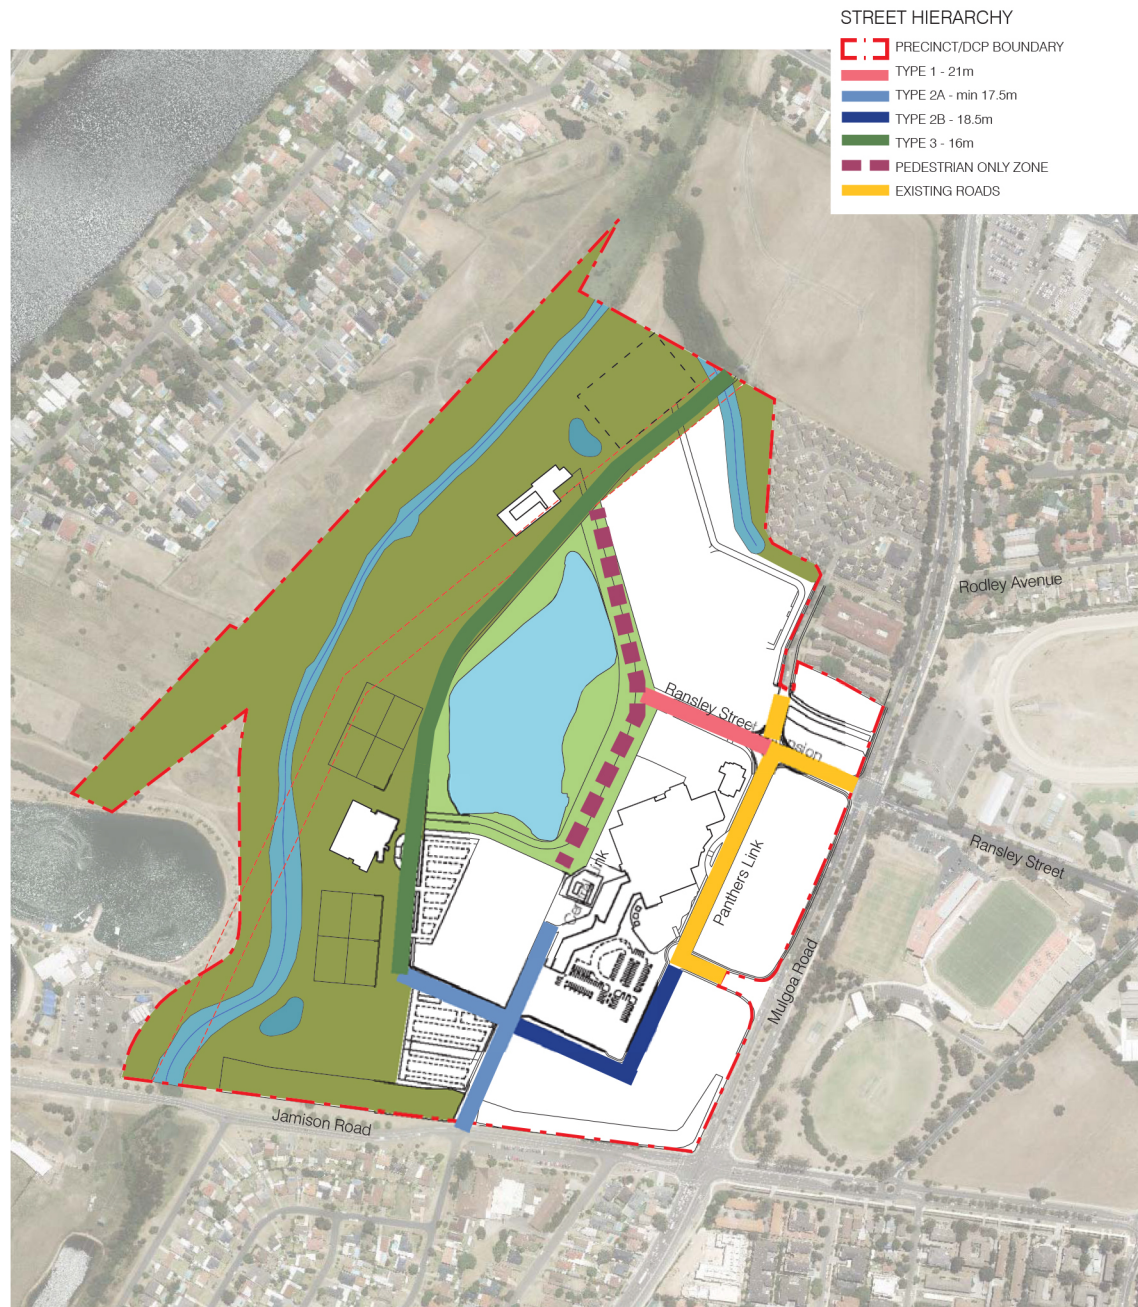 STREET HIERARCHY
PRECINCT/DCP BOUNDARY
TYPE 1 - 21m
TYPE 2A - min 17.5m
TYPE 2B - 18.5m
TYPE 3 - 16m
PEDESTRIAN ONLY ZONE
EXISTING ROADS
Rodley Avenue
Ransley Street
Ransley Street
Panthers Link
Link
Mulgoa Road
Jamison Road